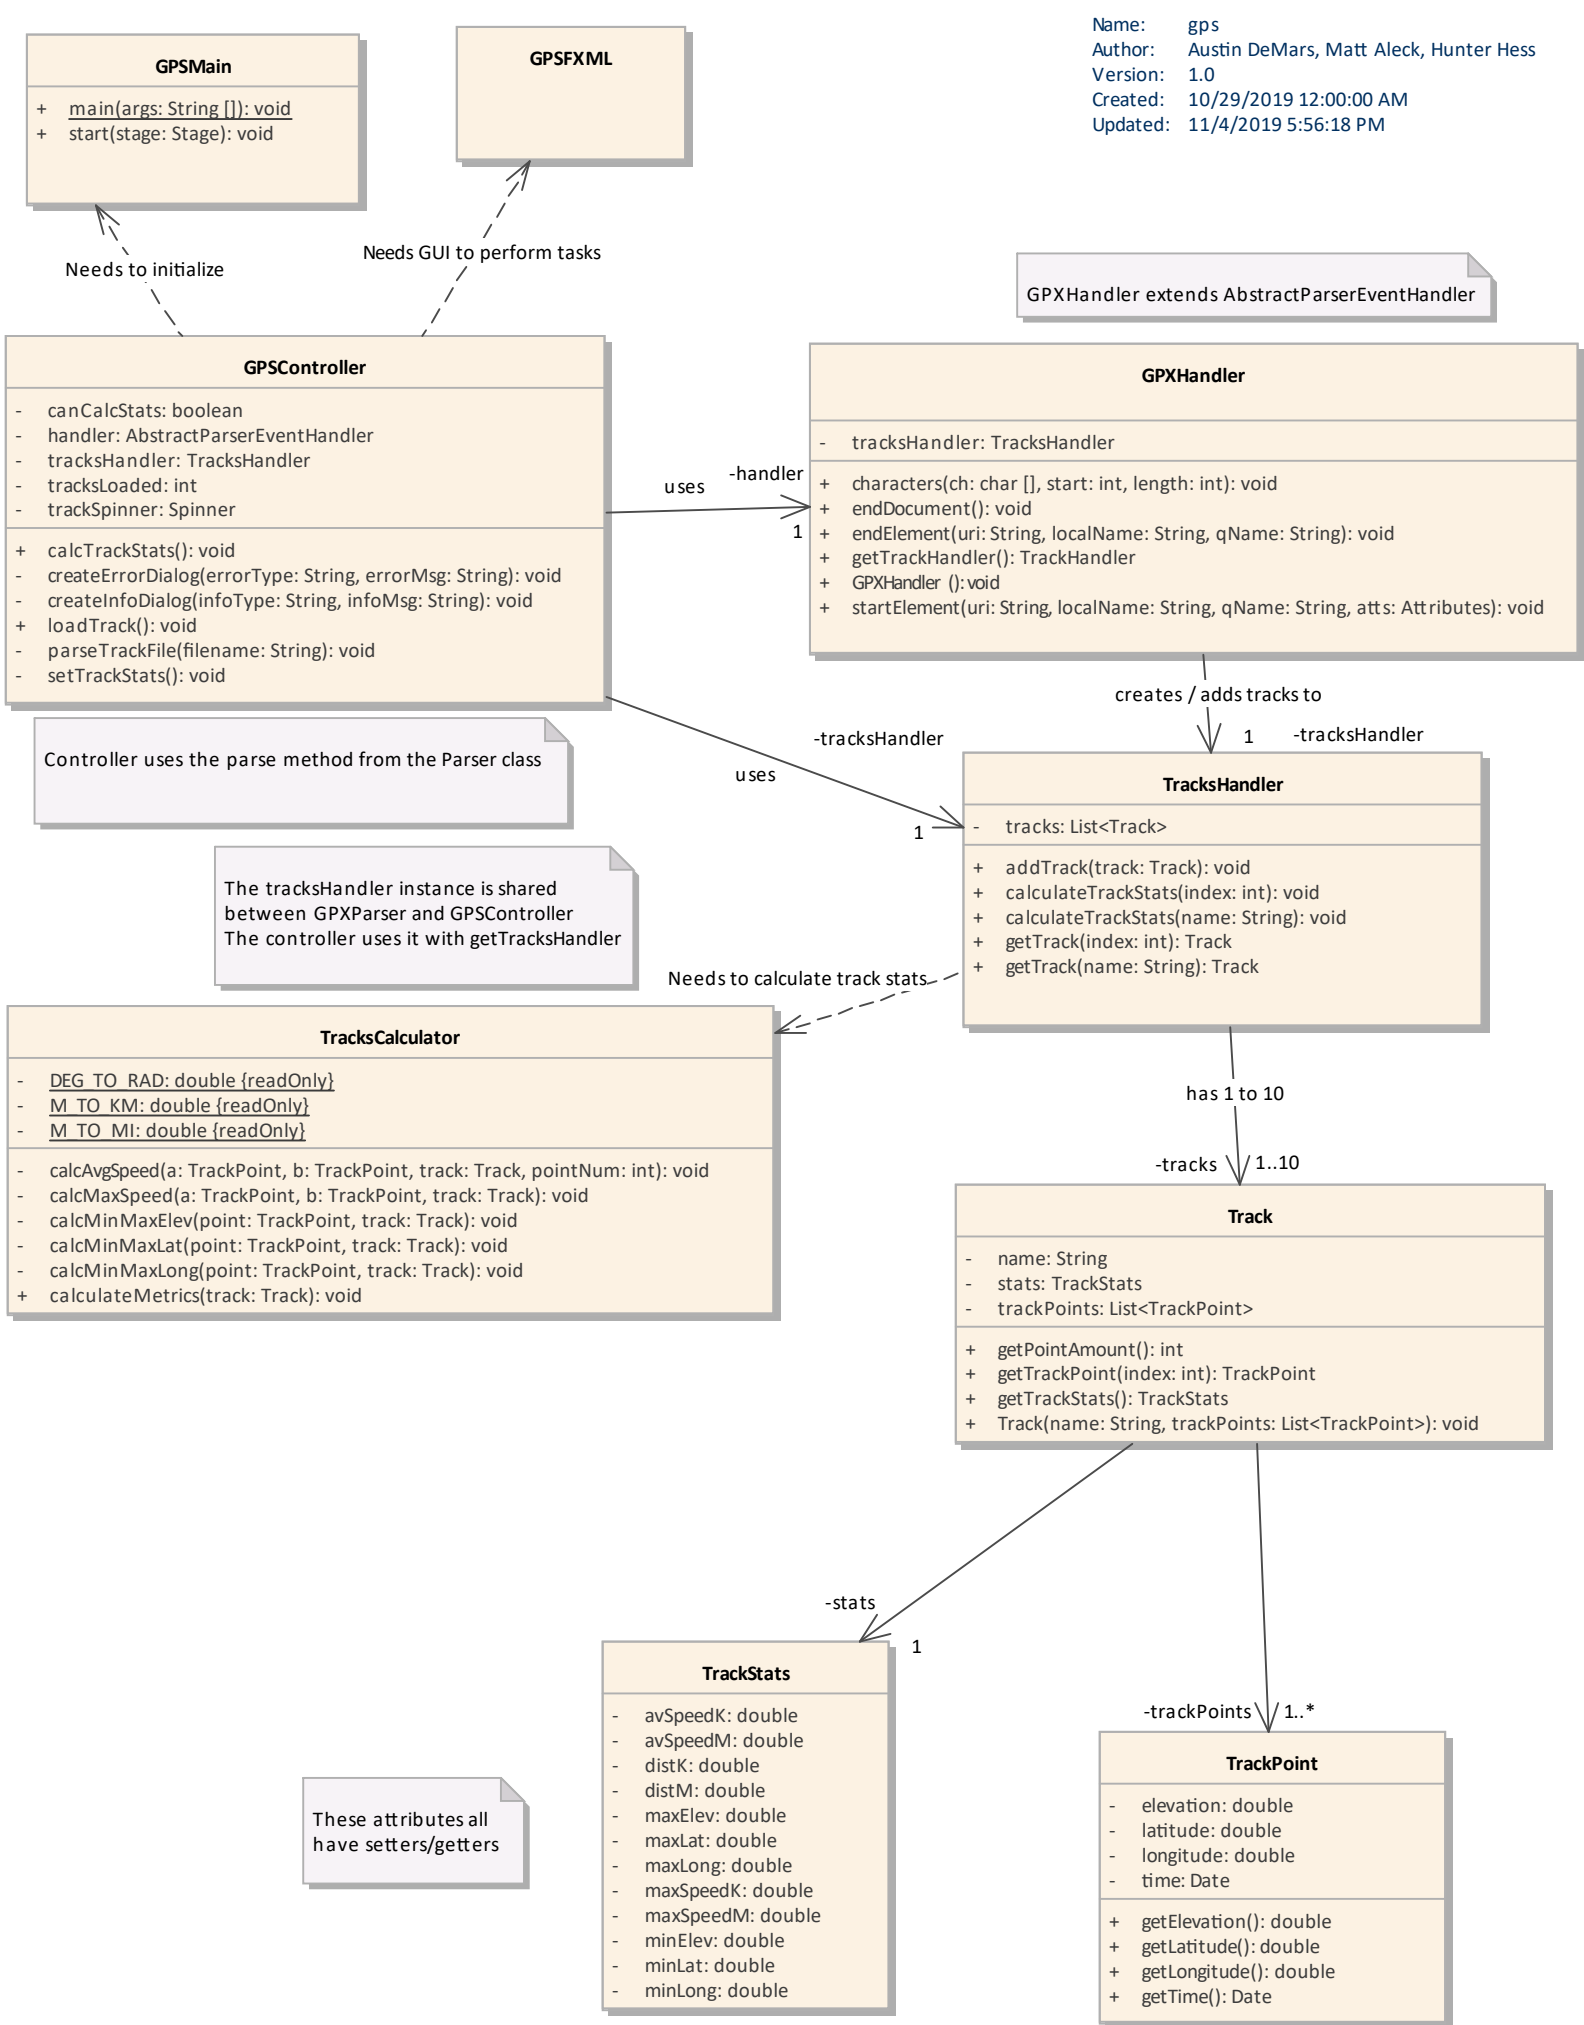 Name: gps
Author: Austin DeMars, Matt Aleck, Hunter Hess
Version: 1.0
Created: 10/29/2019 12:00:00 AM
Updated: 11/4/2019 5:56:18 PM
GPSMain
+ main(args: String []): void
+ start(stage: Stage): void
GPSFXML
Needs to initialize
Needs GUI to perform tasks
GPXHandler extends AbstractParserEventHandler
GPSController
- canCalcStats: boolean
- handler: AbstractParserEventHandler
- tracksHandler: TracksHandler
- tracksLoaded: int
- trackSpinner: Spinner
+ calcTrackStats(): void
- createErrorDialog(errorType: String, errorMsg: String): void
- createInfoDialog(infoType: String, infoMsg: String): void
+ loadTrack(): void
- parseTrackFile(filename: String): void
- setTrackStats(): void
uses
-handler
1
GPXHandler
- tracksHandler: TracksHandler
+ characters(ch: char [], start: int, length: int): void
+ endDocument(): void
+ endElement(uri: String, localName: String, qName: String): void
+ getTrackHandler(): TrackHandler
+ GPXHandler (): void
+ startElement(uri: String, localName: String, qName: String, atts: Attributes): void
creates / adds tracks to
1
-tracksHandler
Controller uses the parse method from the Parser class
-tracksHandler
uses
1
TracksHandler
- tracks: List<Track>
+ addTrack(track: Track): void
+ calculateTrackStats(index: int): void
+ calculateTrackStats(name: String): void
+ getTrack(index: int): Track
+ getTrack(name: String): Track
The tracksHandler instance is shared
between GPXParser and GPSController
The controller uses it with getTracksHandler
Needs to calculate track stats
TracksCalculator
- DEG_TO_RAD: double {readOnly}
- M_TO_KM: double {readOnly}
- M_TO_MI: double {readOnly}
- calcAvgSpeed(a: TrackPoint, b: TrackPoint, track: Track, pointNum: int): void
- calcMaxSpeed(a: TrackPoint, b: TrackPoint, track: Track): void
- calcMinMaxElev(point: TrackPoint, track: Track): void
- calcMinMaxLat(point: TrackPoint, track: Track): void
- calcMinMaxLong(point: TrackPoint, track: Track): void
+ calculateMetrics(track: Track): void
has 1 to 10
-tracks
1..10
Track
- name: String
- stats: TrackStats
- trackPoints: List<TrackPoint>
+ getPointAmount(): int
+ getTrackPoint(index: int): TrackPoint
+ getTrackStats(): TrackStats
+ Track(name: String, trackPoints: List<TrackPoint>): void
-stats
1
-trackPoints
1..*
TrackStats
- avSpeedK: double
- avSpeedM: double
- distK: double
- distM: double
- maxElev: double
- maxLat: double
- maxLong: double
- maxSpeedK: double
- maxSpeedM: double
- minElev: double
- minLat: double
- minLong: double
These attributes all
have setters/getters
TrackPoint
- elevation: double
- latitude: double
- longitude: double
- time: Date
+ getElevation(): double
+ getLatitude(): double
+ getLongitude(): double
+ getTime(): Date